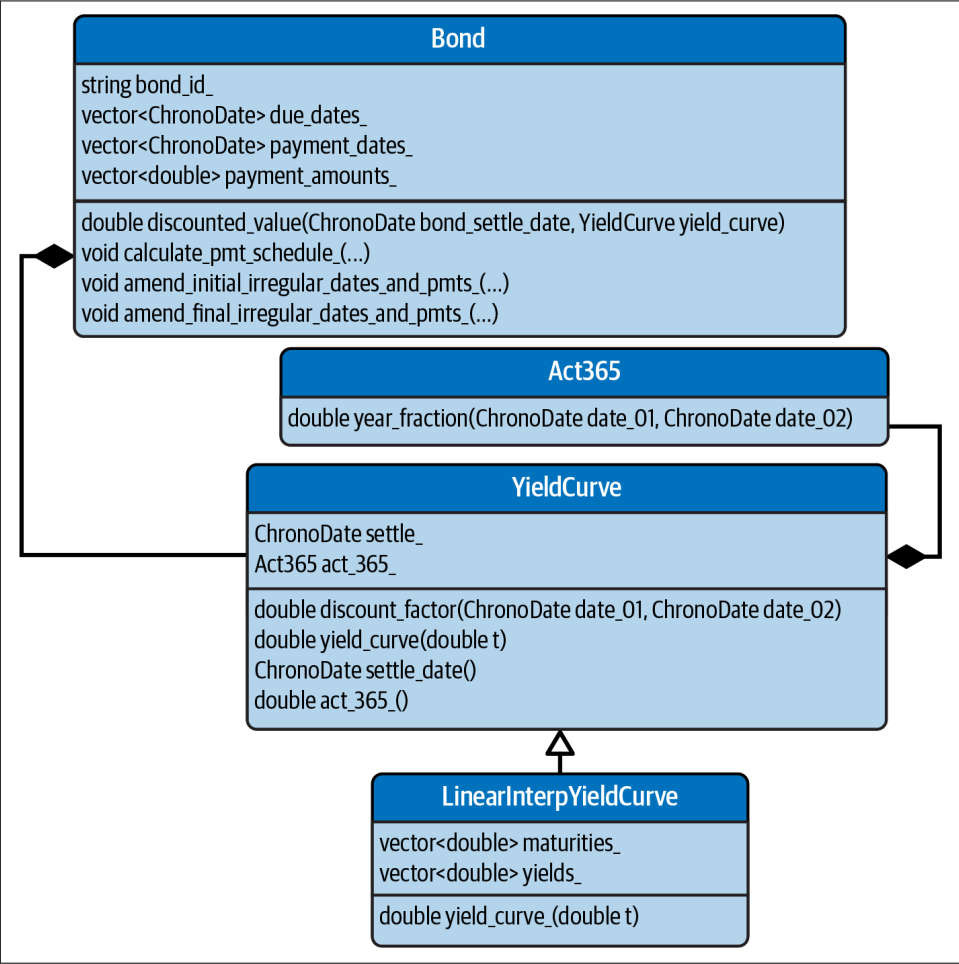 Bond
string bond_id_
vector<ChronoDate> due_dates_
vector<ChronoDate> payment_dates_
vector<double> payment_amounts_
double discounted_value(ChronoDate bond_settle_date, YieldCurve yield_curve)
void calculate_pmt_schedule_(...)
void amend_initial_irregular_dates_and_pmts_(...)
void amend_final_irregular_dates_and_pmts_(...)
Act365
double year_fraction(ChronoDate date_01, ChronoDate date_02)
YieldCurve
ChronoDate settle_
Act365 act_365_
double discount_factor(ChronoDate date_01, ChronoDate date_02)
double yield_curve(double t)
ChronoDate settle_date()
double act_365_()
LinearInterpYieldCurve
vector<double> maturities_
vector<double> yields_
double yield_curve_(double t)